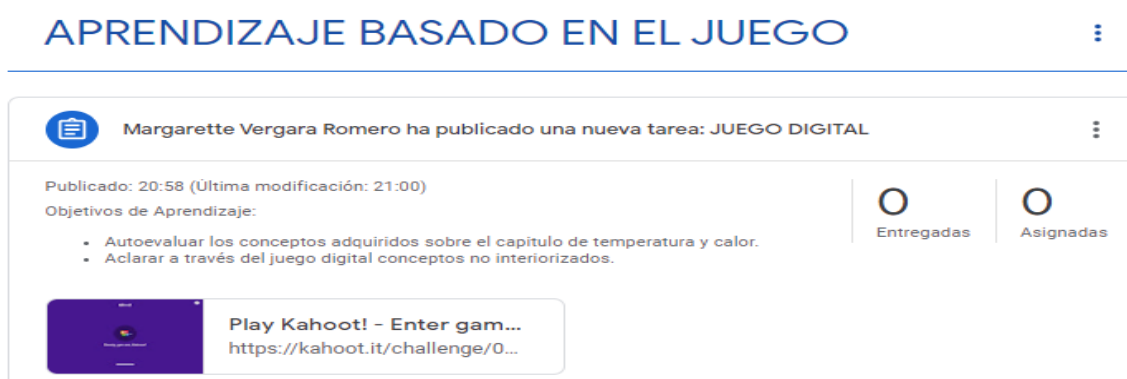 APRENDIZAJE BASADO EN EL JUEGO
Margarette Vergara Romero ha publicado una nueva tarea: JUEGO DIGITAL
Publicado: 20:58 (Última modificación: 21:00)
Objetivos de Aprendizaje:
• Autoevaluar los conceptos adquiridos sobre el capitulo de temperatura y calor.
• Aclarar a través del juego digital conceptos no interiorizados.
0
Entregadas
0
Asignadas
Play Kahoot! - Enter gam...
https://kahoot.it/challenge/0...